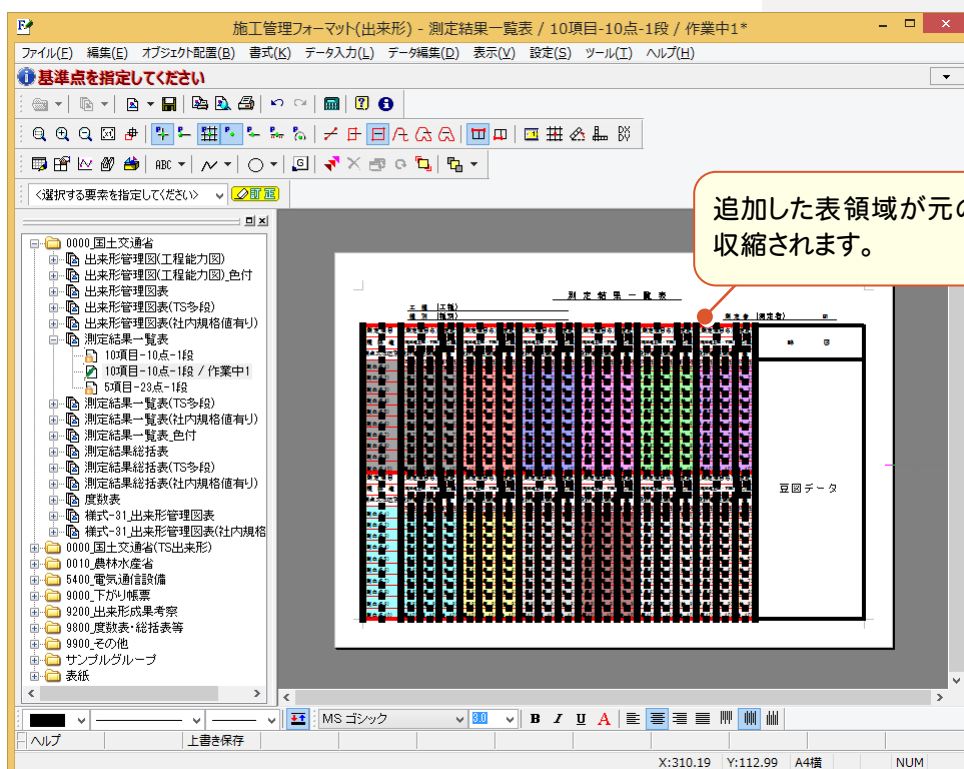 施工管理フォーマット(出来形) - 測定結果一覧表 / 10項目-10点-1段 / 作業中1*
ファイル(F) 編集(E) オブジェクト配置(B) 書式(K) データ入力(L) データ編集(D) 表示(V) 設定(S) ツール(T) ヘルプ(H)
基準点を指定してください
ABC
<選択する要素を指定してください> 訂正
追加した表領域が元の
収縮されます。
0000_国土交通省
出来形管理図(工程能力図)
出来形管理図(工程能力図)_色付
出来形管理図表
出来形管理図表(TS多段)
出来形管理図表(社内規格値有り)
測定結果一覧表
10項目-10点-1段
10項目-10点-1段 / 作業中1
5項目-23点-1段
測定結果一覧表(TS多段)
測定結果一覧表(社内規格値有り)
測定結果一覧表_色付
測定結果総括表
測定結果総括表(TS多段)
測定結果総括表(社内規格値有り)
度数表
様式-31_出来形管理図表
様式-31_出来形管理図表(社内規格
0000_国土交通省(TS出来形)
0010_農林水産省
5400_電気通信設備
9000_下がり帳票
9200_出来形成果考察
9800_度数表・総括表等
9900_その他
サンプルグループ
表紙
測定結果一覧表
工種 (工種)
種別 (種別)
測定者 (測定者) 印
略 図
豆図データ
MS ゴシック 3.0 B I U A
ヘルプ 上書き保存
X:310.19 Y:112.99 A4横 NUM